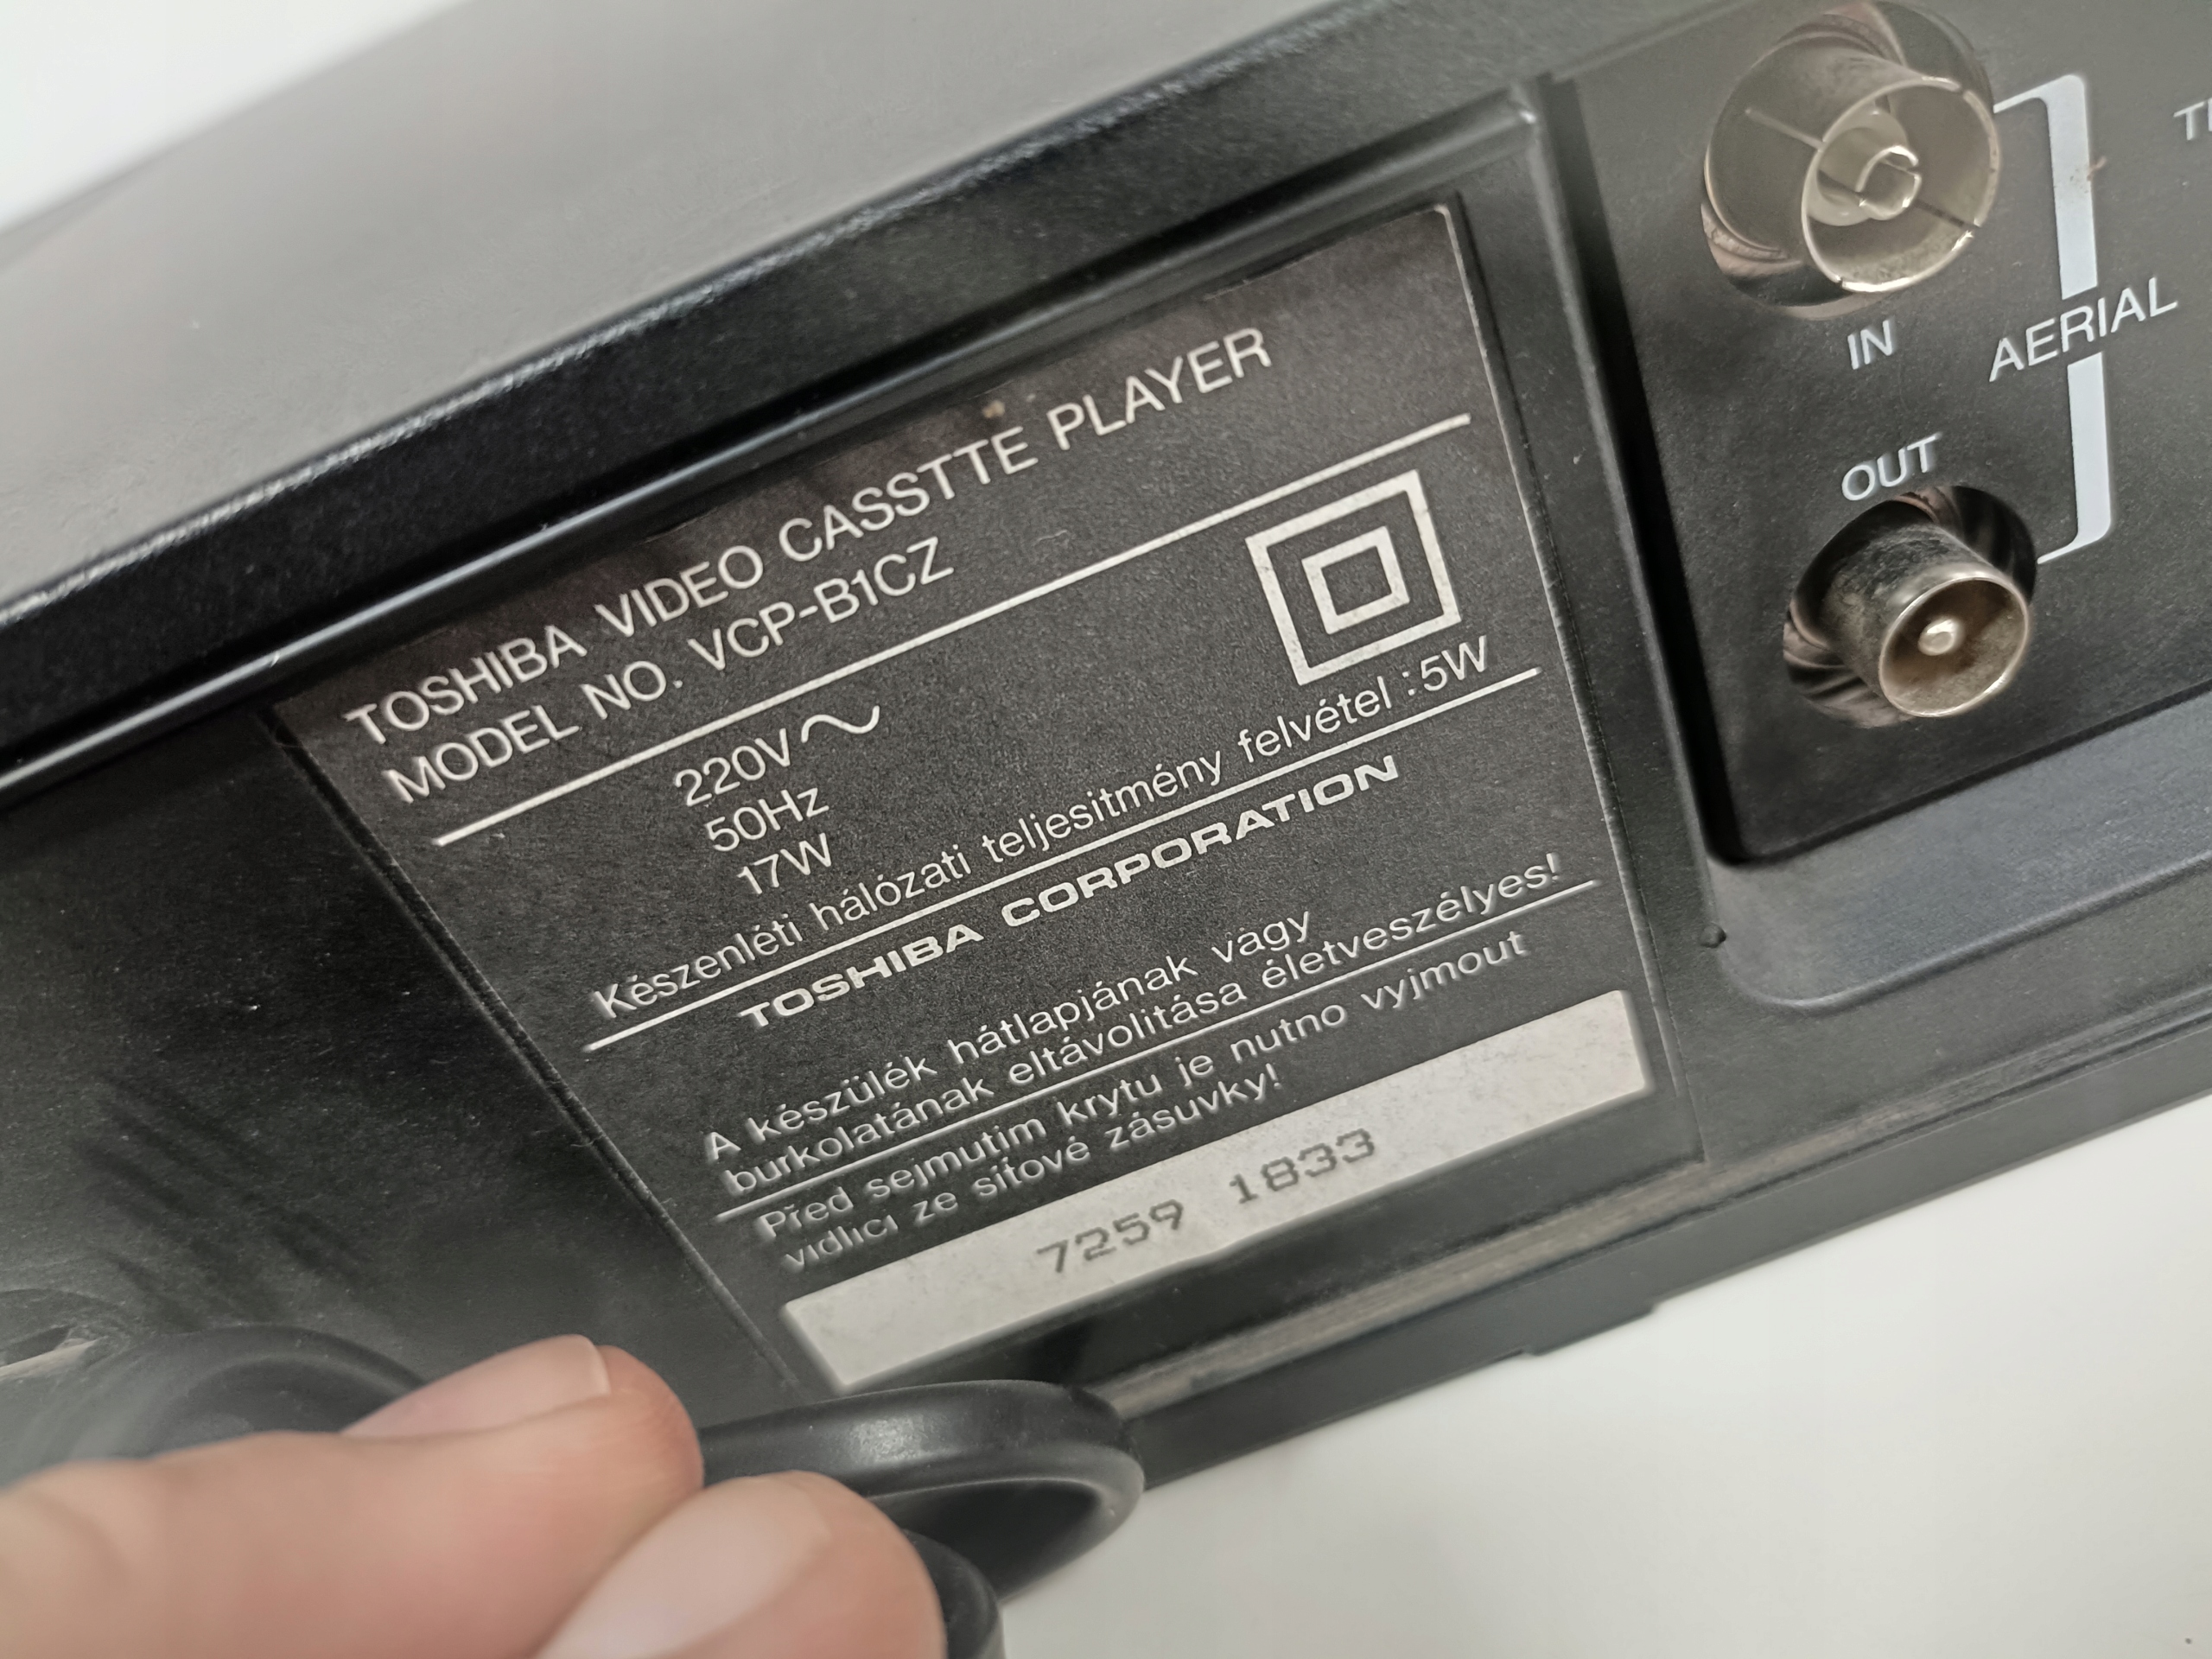 TOSHIBA VIDEO CASSTTE PLAYER
MODEL NO. VCP-B1CZ
220V～
50Hz
17W
Készenléti hálózati teljesitmény felvétel :5W
TOSHIBA CORPORATION
A készülék hátlapjának vagy
burkolatának eltávolitása életveszélyes!
Před sejmutim krytu je nutno vyjmout
vidlici ze síťové zásuvky!
7259 1833
IN
AERIAL
OUT